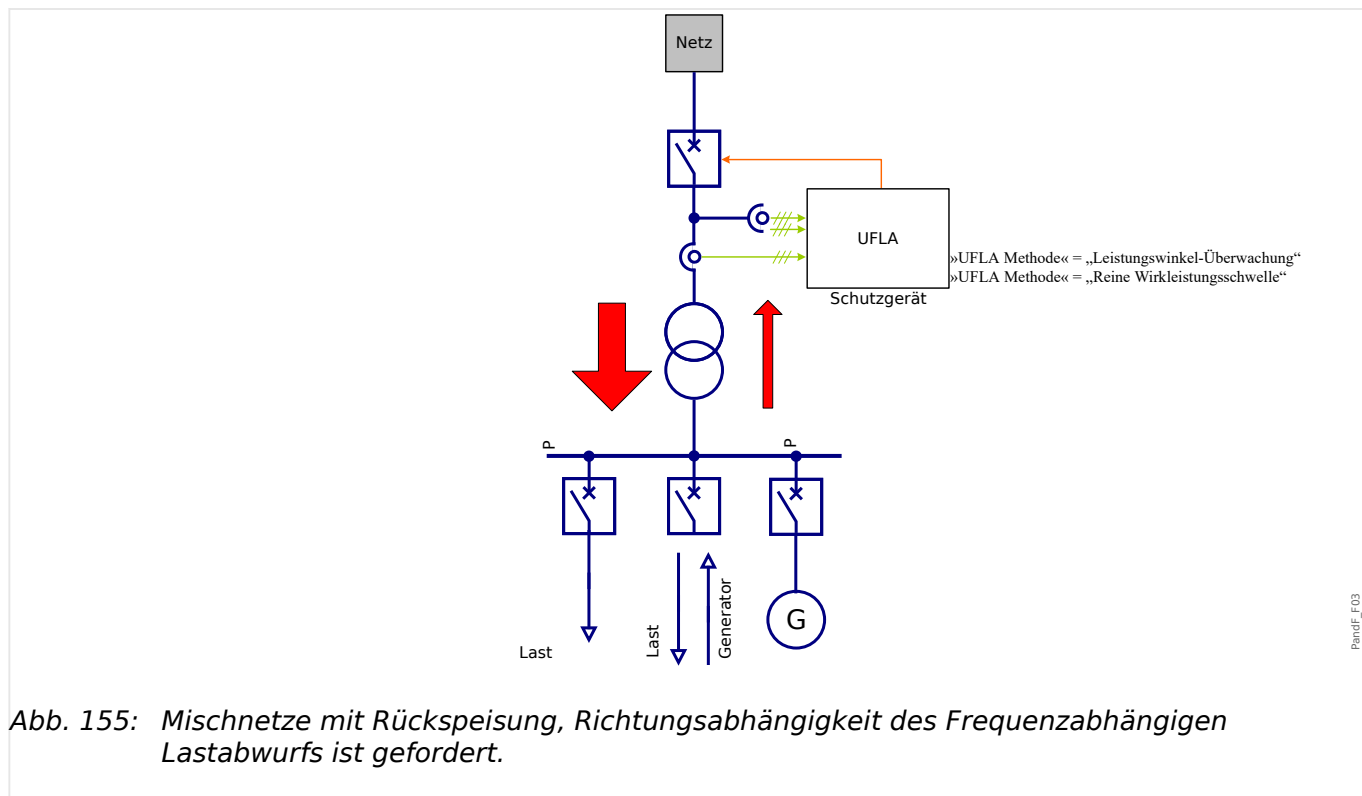 Netz
UFLA
»UFLA Methode« = „Leistungswinkel-Überwachung“
»UFLA Methode« = „Reine Wirkleistungsschwelle“
Schutzgerät
P
P
Last
Last
Generator
G
PandF_F03
Abb. 155: Mischnetze mit Rückspeisung, Richtungsabhängigkeit des Frequenzabhängigen
Lastabwurfs ist gefordert.